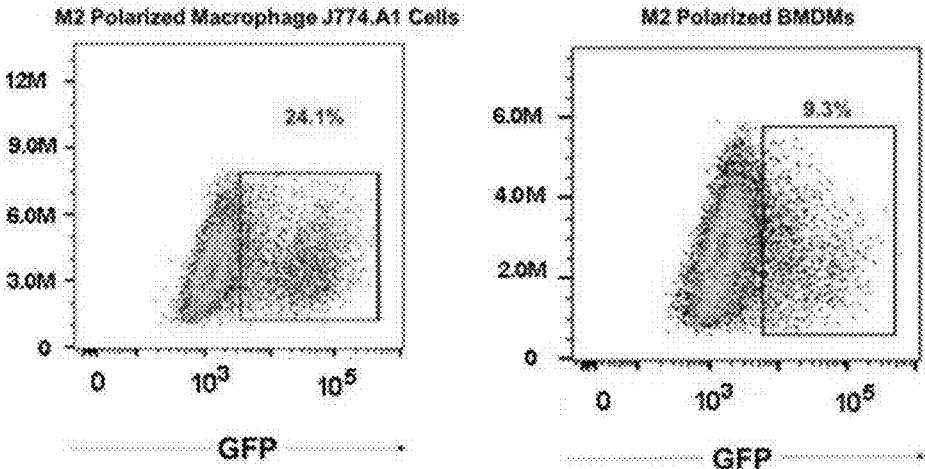 M2 Polarized Macrophage J774.A1 Cells
12M
9.0M
6.0M
3.0M
0
24.1%
0
10³
10⁵
GFP
M2 Polarized BMDMs
6.0M
4.0M
2.0M
0
9.3%
0
10³
10⁵
GFP